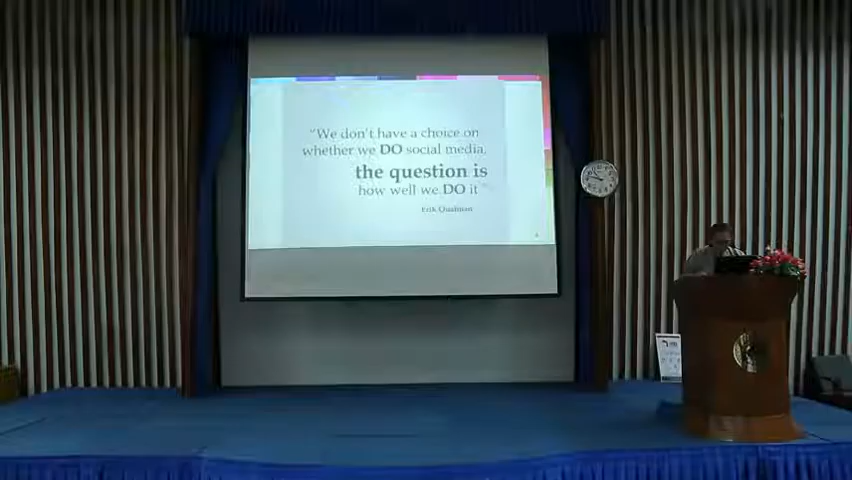 "We don't have a choice on
whether we DO social media,
the question is
how well we DO it"
Erik Qualman